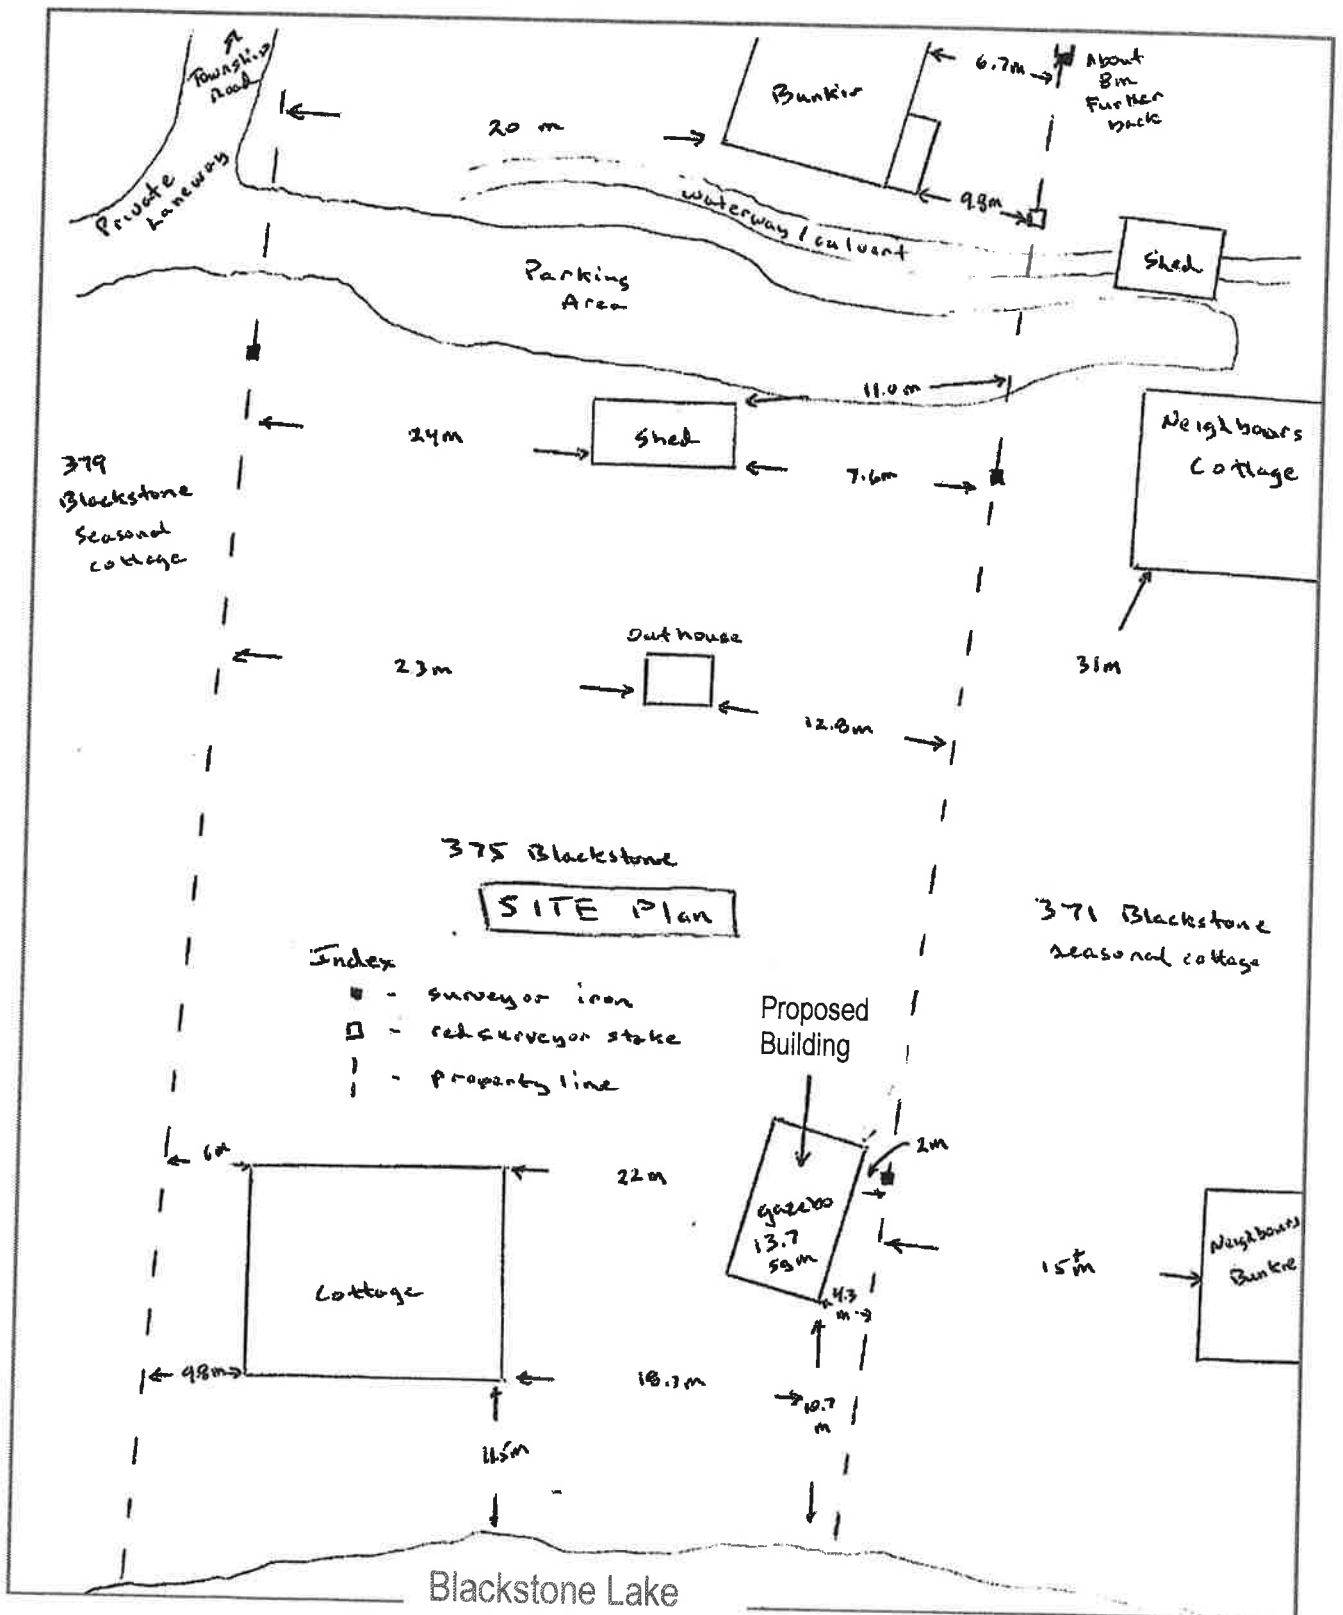 Township
Road
Private
Laneway
20 m
Bunkie
6.7m
About
8m
Further
back
9.8m
waterway / culvert
Shed
Parking
Area
11.0m
24m
Shed
7.6m
Neighbours
Cottage
379
Blackstone
Seasonal
cottage
31m
Outhouse
23m
12.8m
375 Blackstone
SITE Plan
371 Blackstone
seasonal cottage
Index
- surveyor iron
- red surveyor stake
- property line
Proposed
Building
6m
22m
2m
gazebo
13.7
sqm
Cottage
4.3
m
15+m
Neighbours
Bunkie
9.8m
18.3m
10.7
m
11.5m
Blackstone Lake